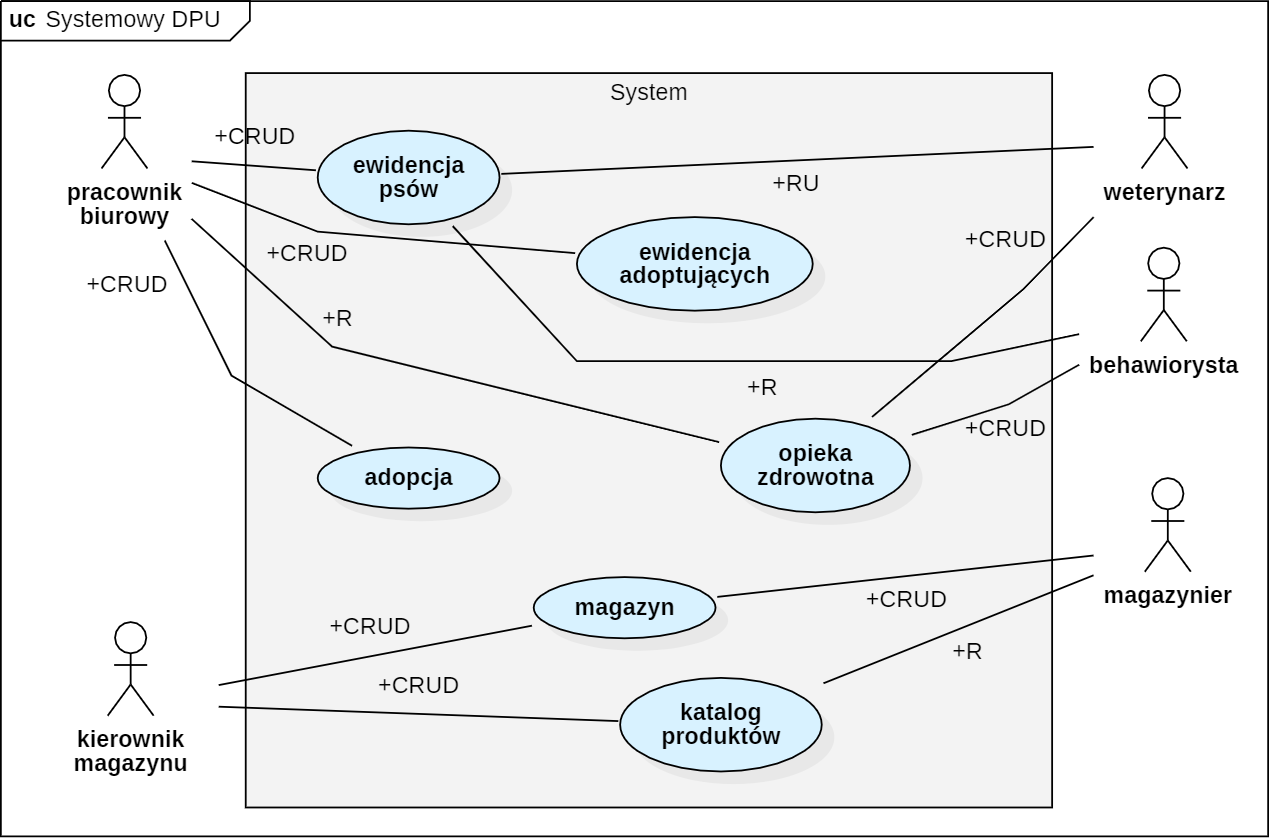 uc Systemowy DPU
System
+CRUD
ewidencja
psów
+RU
pracownik
biurowy
weterynarz
+CRUD
ewidencja
adoptujących
+CRUD
+CRUD
+R
behawiorysta
+R
+CRUD
opieka
zdrowotna
adopcja
magazyn
+CRUD
magazynier
+CRUD
+R
+CRUD
katalog
produktów
kierownik
magazynu